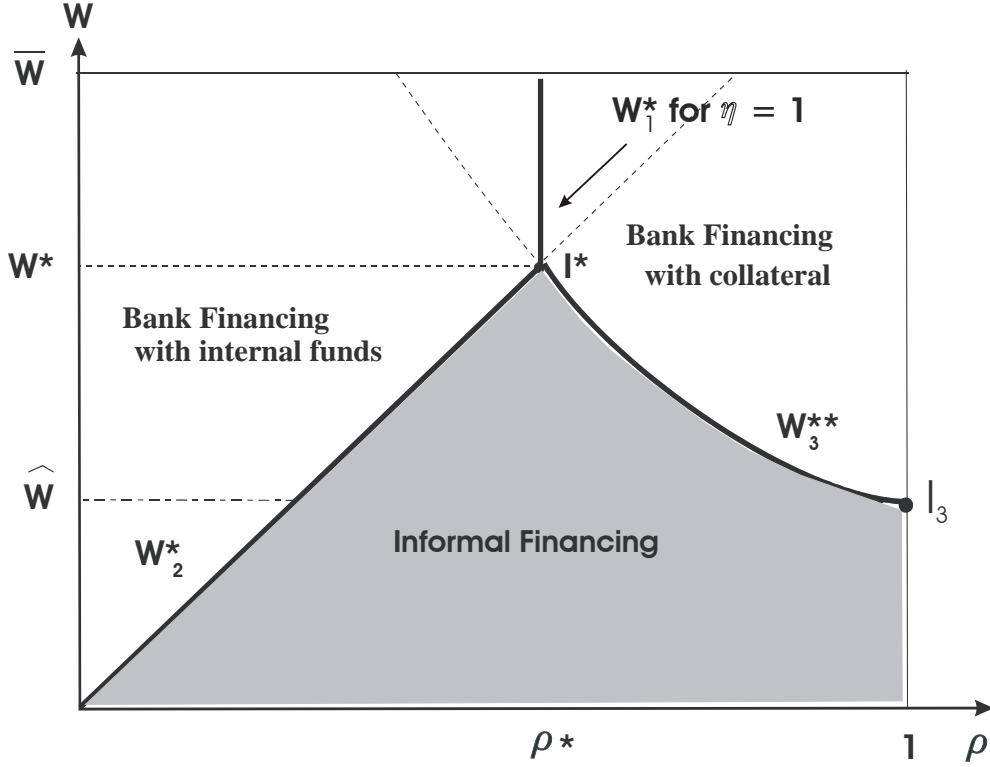 W
W̅
W*₁ for η = 1
Bank Financing
with collateral
W*
I*
Bank Financing
with internal funds
W**₃
Ŵ
I₃
Informal Financing
W*₂
ρ*
1
ρ